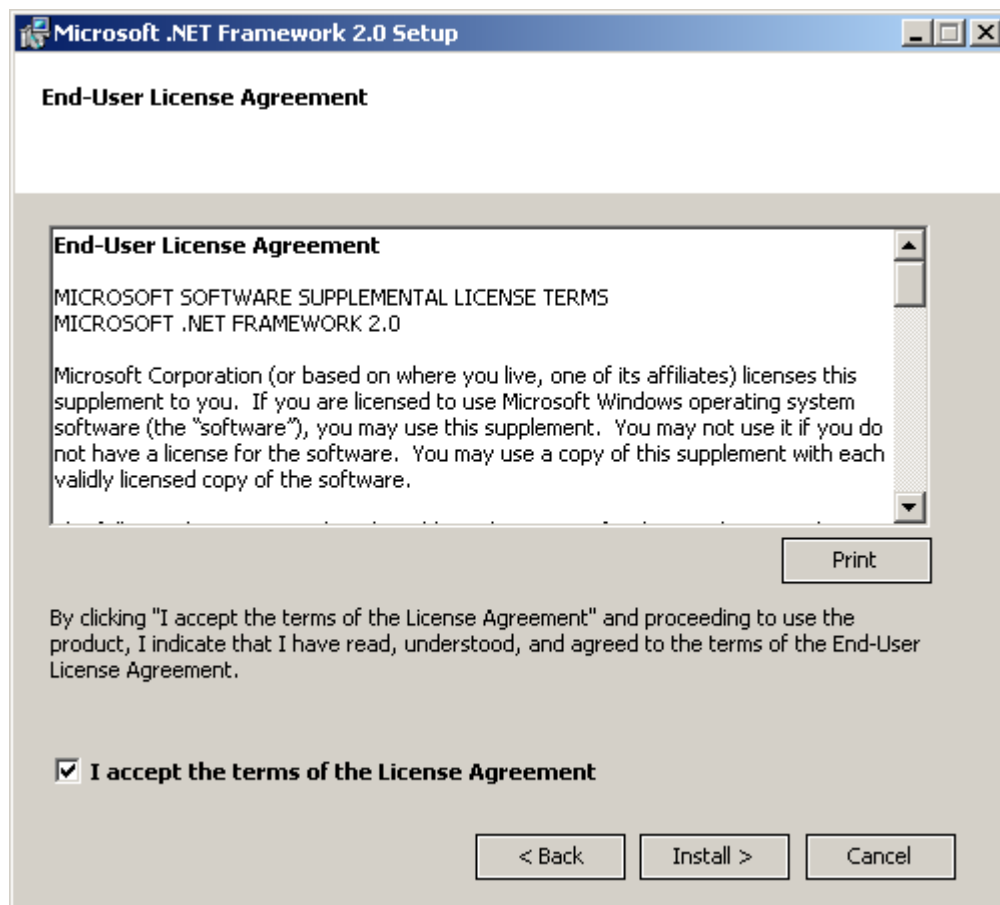 Microsoft .NET Framework 2.0 Setup
End-User License Agreement
End-User License Agreement
MICROSOFT SOFTWARE SUPPLEMENTAL LICENSE TERMS
MICROSOFT .NET FRAMEWORK 2.0
Microsoft Corporation (or based on where you live, one of its affiliates) licenses this
supplement to you.  If you are licensed to use Microsoft Windows operating system
software (the “software”), you may use this supplement.  You may not use it if you do
not have a license for the software.  You may use a copy of this supplement with each
validly licensed copy of the software.
Print
By clicking "I accept the terms of the License Agreement" and proceeding to use the
product, I indicate that I have read, understood, and agreed to the terms of the End-User
License Agreement.
I accept the terms of the License Agreement
< Back
Install >
Cancel